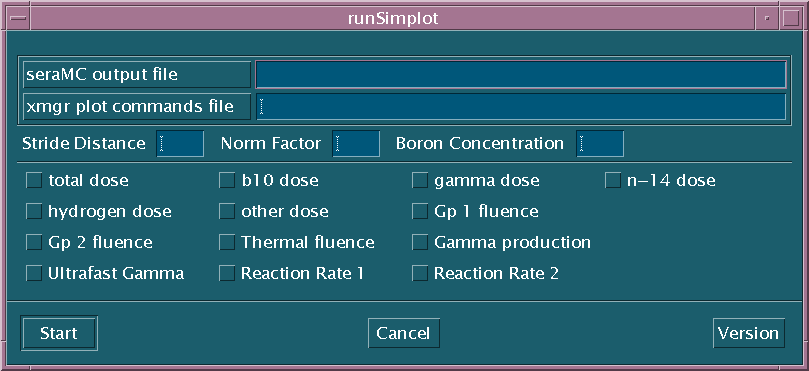 runSimplot
seraMC output file
xmgr plot commands file
Stride Distance Norm Factor Boron Concentration
total dose b10 dose gamma dose n−14 dose
hydrogen dose other dose Gp 1 fluence
Gp 2 fluence Thermal fluence Gamma production
Ultrafast Gamma Reaction Rate 1 Reaction Rate 2
Start Cancel Version